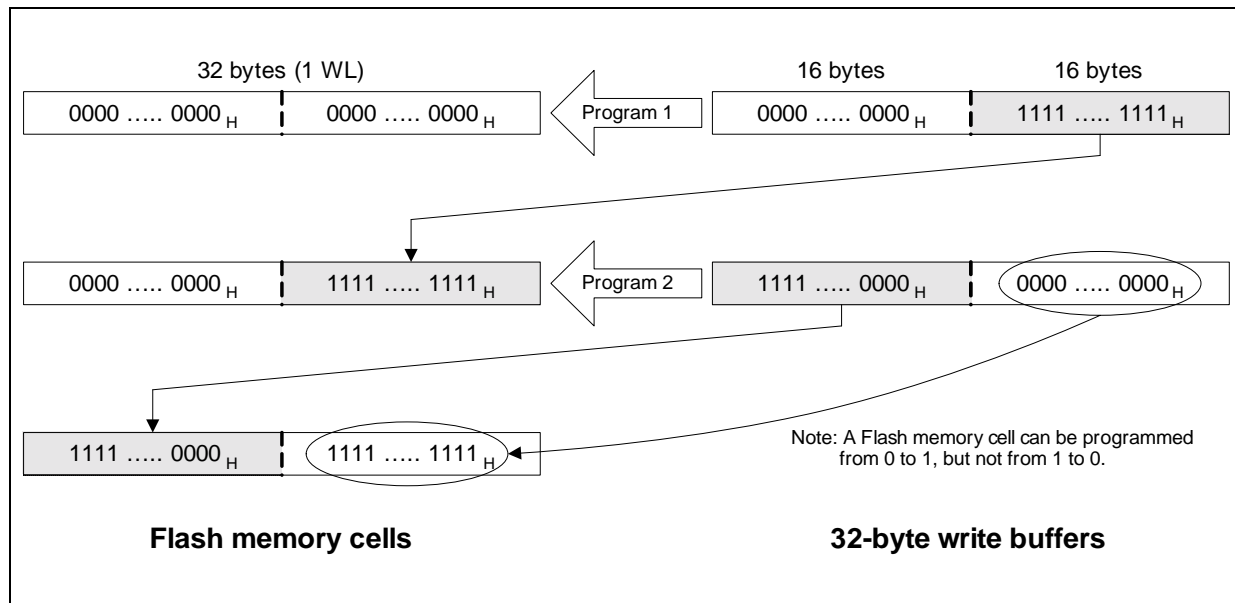 32 bytes (1 WL)
16 bytes
16 bytes
0000 ….. 0000 H
0000 ….. 0000 H
Program 1
0000 ….. 0000 H
1111 ….. 1111 H
0000 ….. 0000 H
1111 ….. 1111 H
Program 2
1111 ….. 0000 H
0000 ….. 0000 H
1111 ….. 0000 H
1111 ….. 1111 H
Note: A Flash memory cell can be programmed
from 0 to 1, but not from 1 to 0.
Flash memory cells
32-byte write buffers